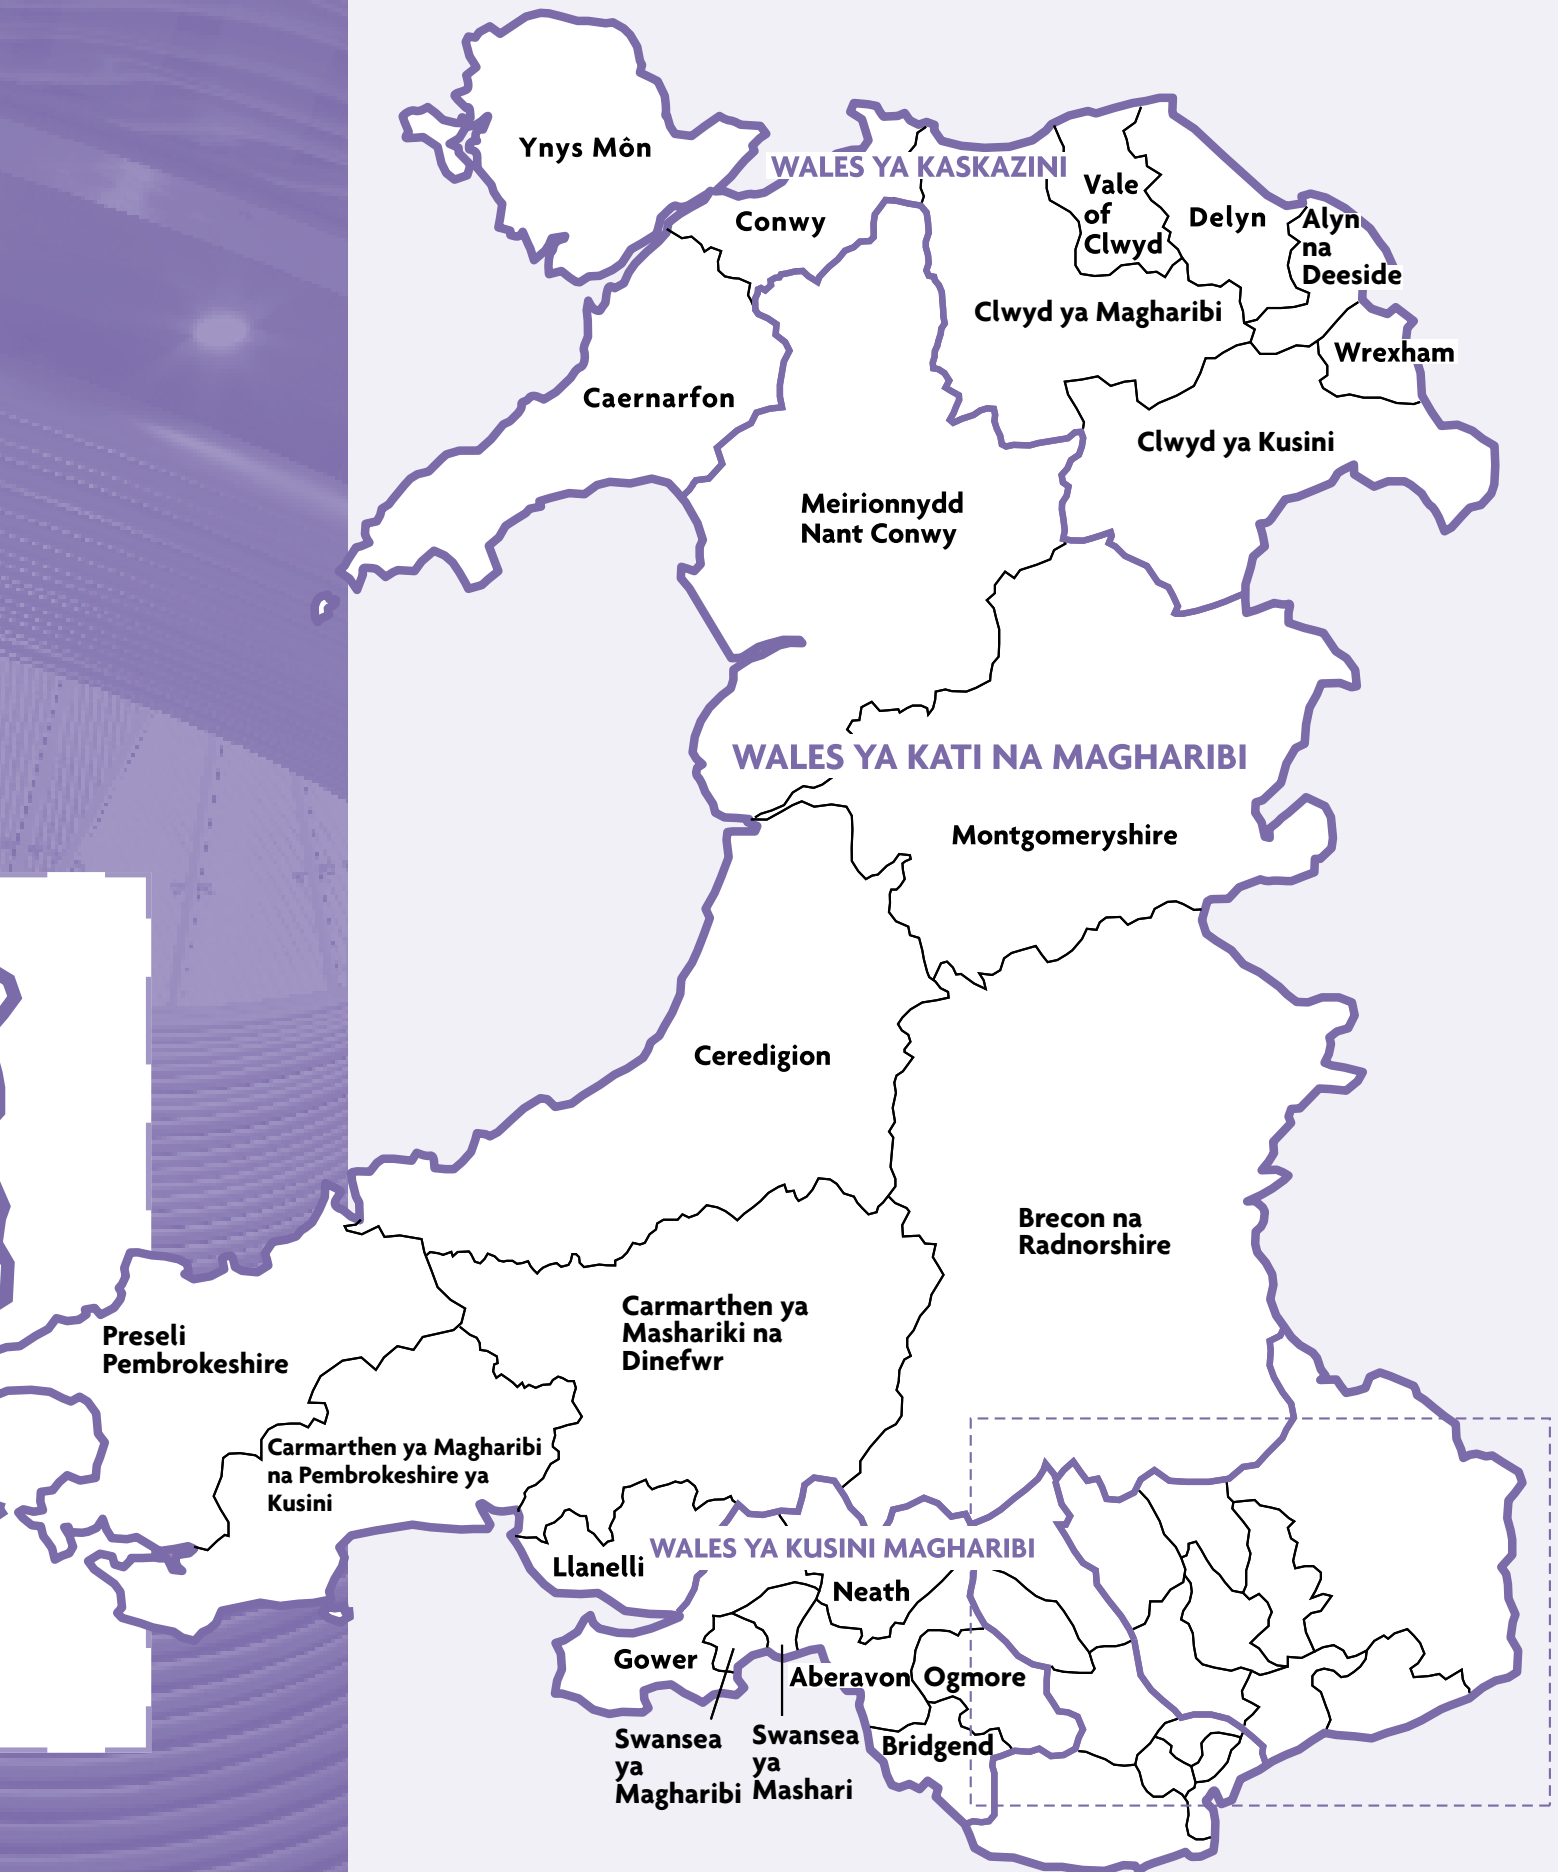 Ynys Môn
WALES YA KASKAZINI
Conwy
Vale
of
Clwyd
Delyn
Alyn
na
Deeside
Clwyd ya Magharibi
Wrexham
Caernarfon
Clwyd ya Kusini
Meirionnydd
Nant Conwy
WALES YA KATI NA MAGHARIBI
Montgomeryshire
Ceredigion
Brecon na
Radnorshire
Carmarthen ya
Mashariki na
Dinefwr
Preseli
Pembrokeshire
Carmarthen ya Magharibi
na Pembrokeshire ya
Kusini
WALES YA KUSINI MAGHARIBI
Llanelli
Neath
Gower
Aberavon
Ogmore
Swansea
ya
Magharibi
Swansea
ya
Mashari
Bridgend